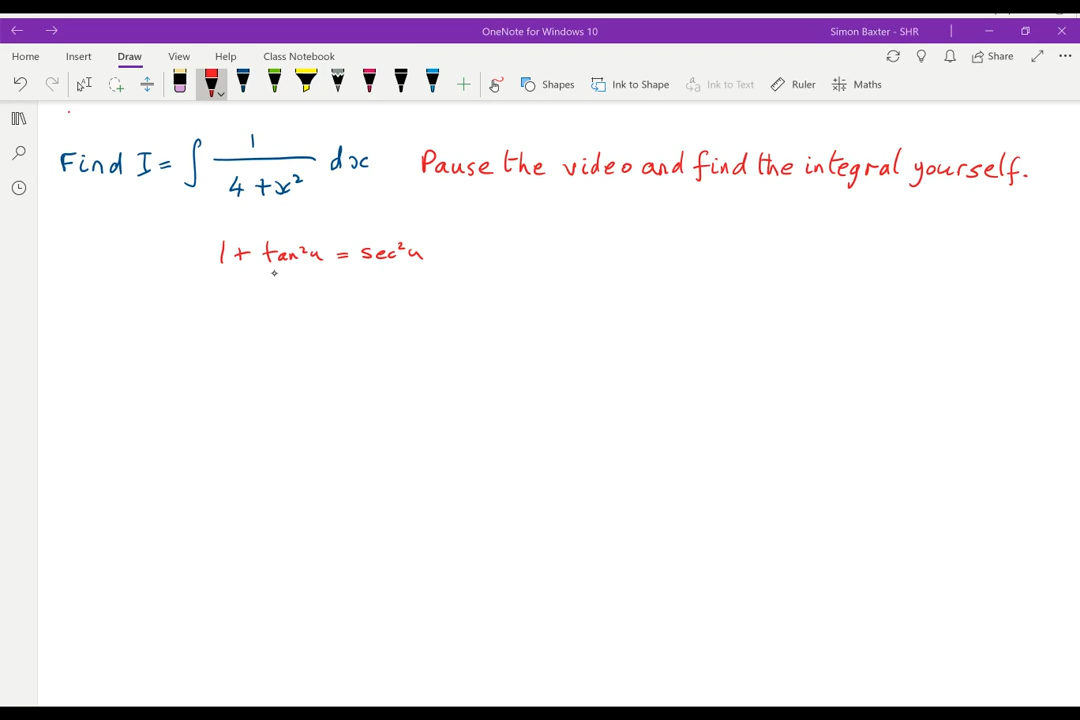 OneNote for Windows 10
Simon Baxter - SHR
Home Insert Draw View Help Class Notebook
Share
Shapes Ink to Shape Ink to Text Ruler Maths
Find I = ∫ 1/(4 + x²) dx Pause the video and find the integral yourself.
1 + tan²u = sec²u